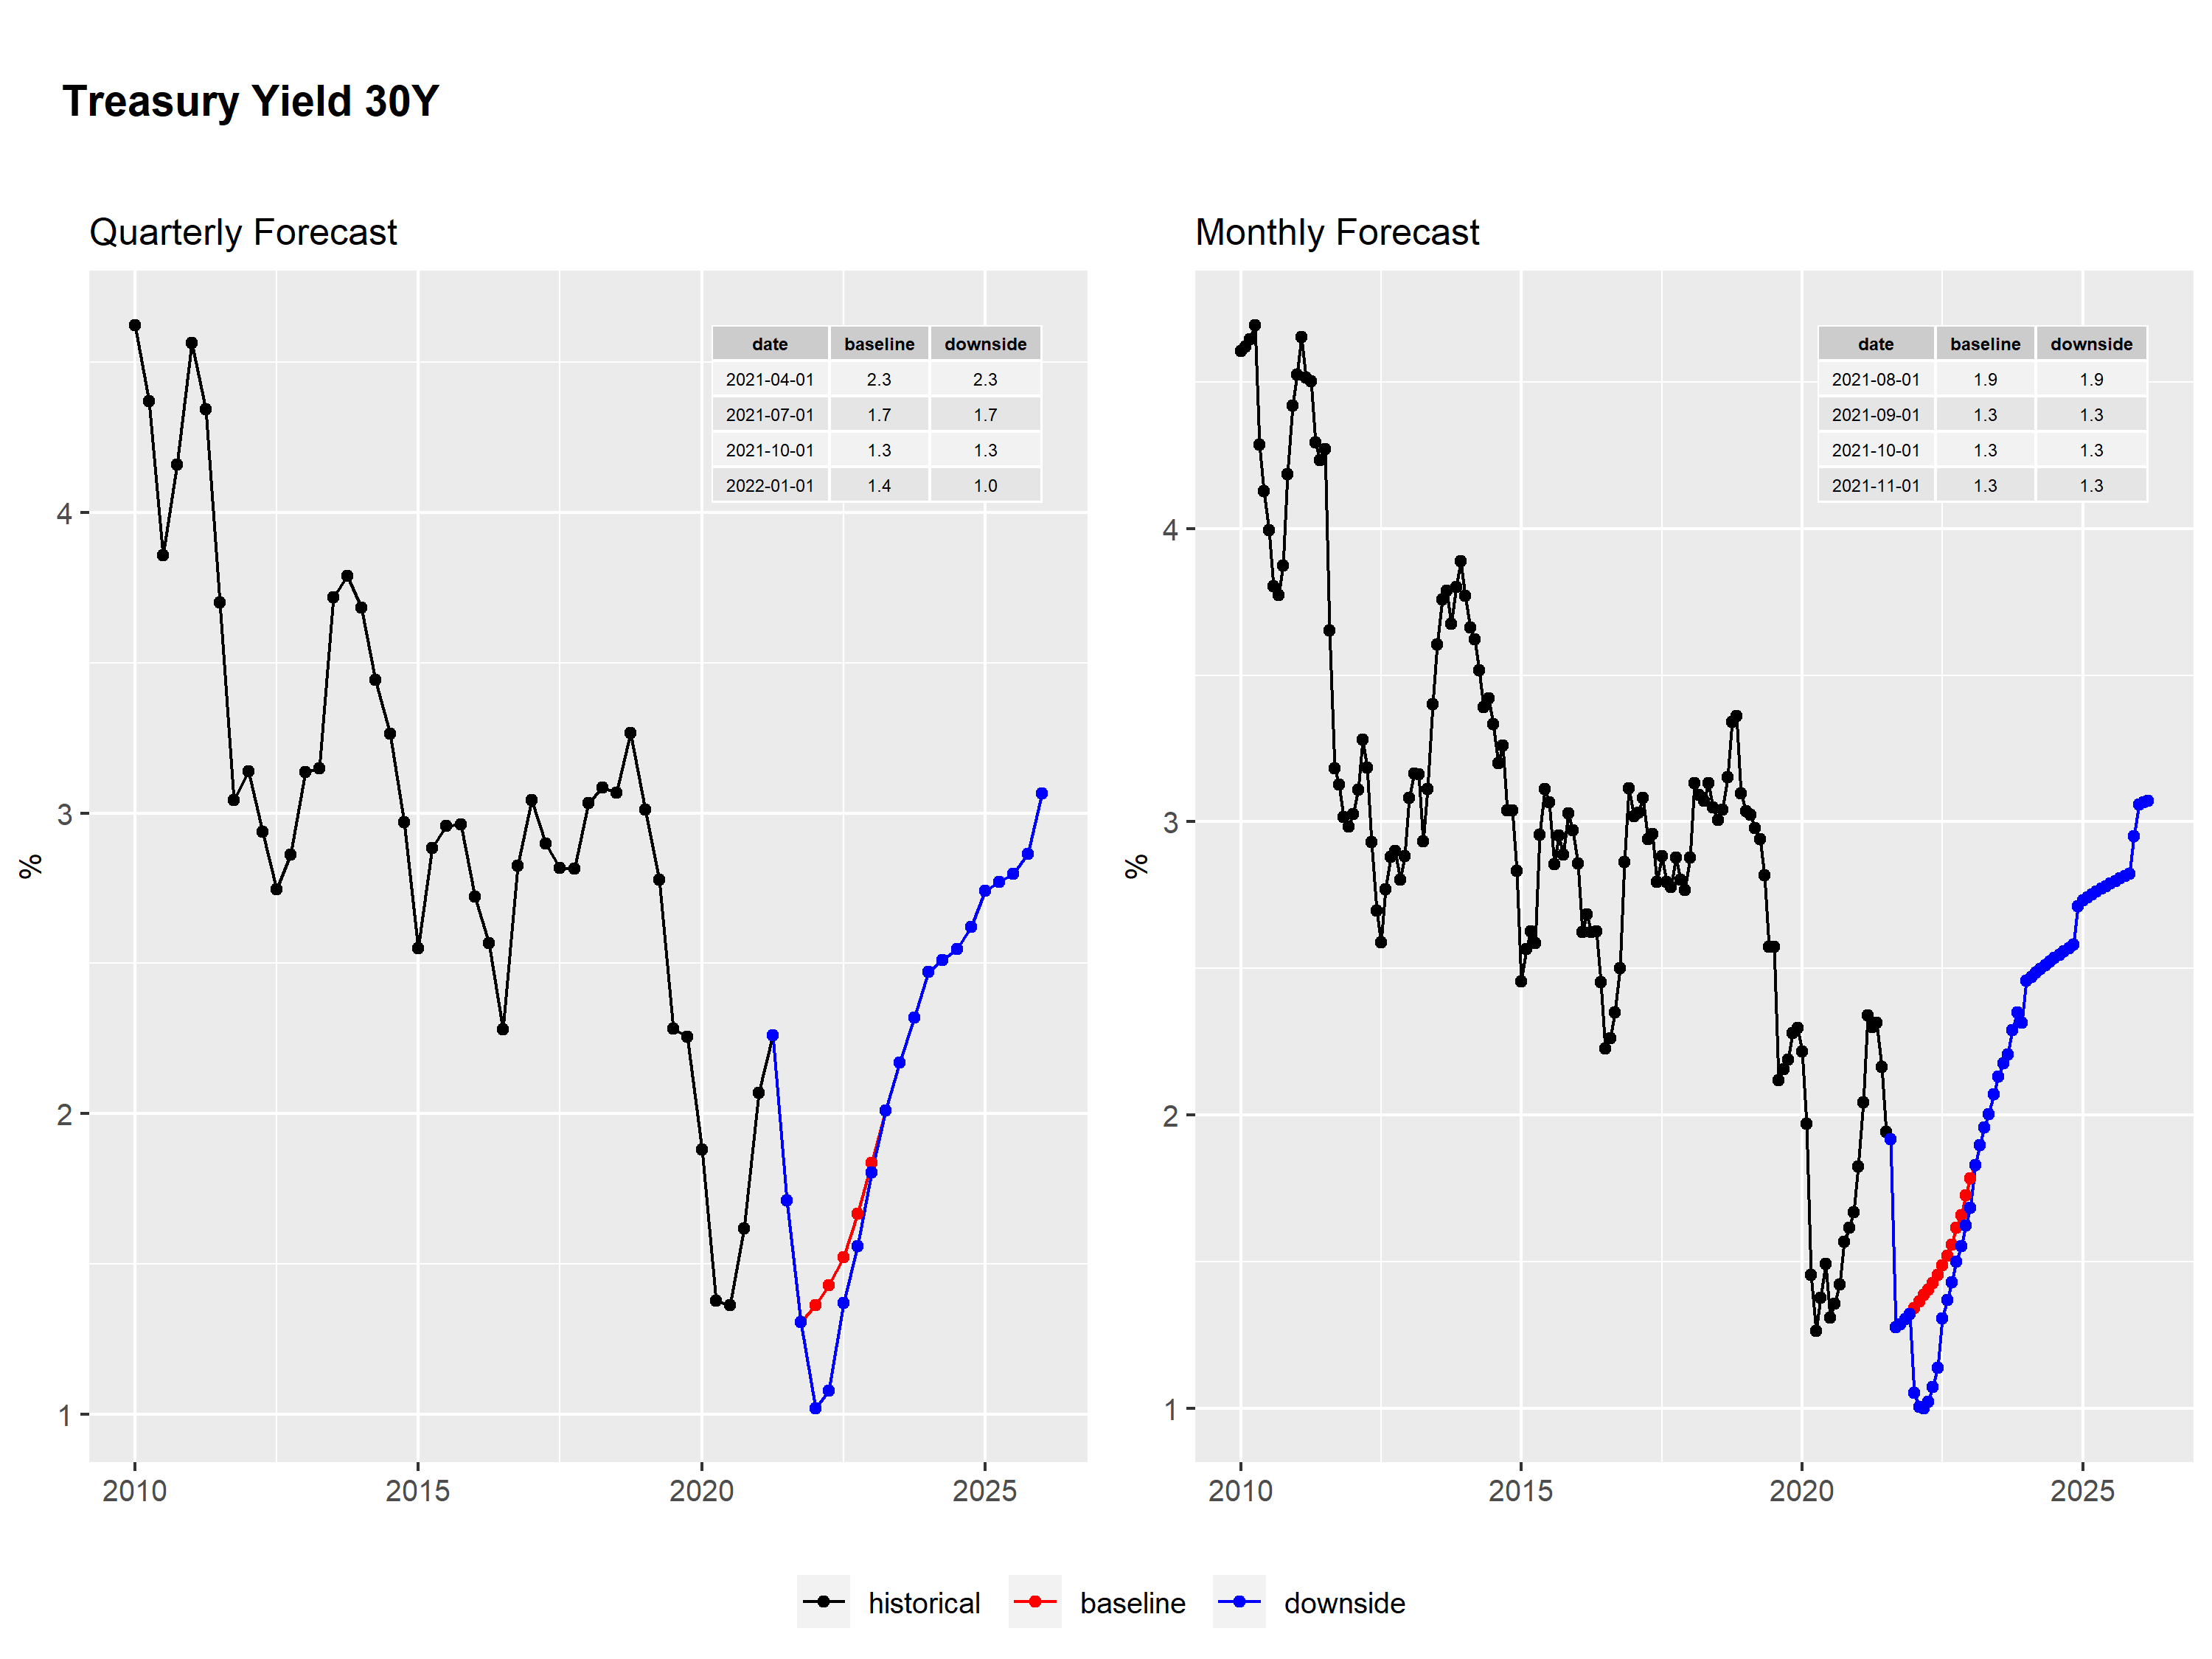 Treasury Yield 30Y
Quarterly Forecast
date baseline downside
2021-04-01 2.3 2.3
2021-07-01 1.7 1.7
2021-10-01 1.3 1.3
2022-01-01 1.4 1.0
4
3
2
1
%
2010 2015 2020 2025
Monthly Forecast
date baseline downside
2021-08-01 1.9 1.9
2021-09-01 1.3 1.3
2021-10-01 1.3 1.3
2021-11-01 1.3 1.3
4
3
2
1
%
2010 2015 2020 2025
historical baseline downside